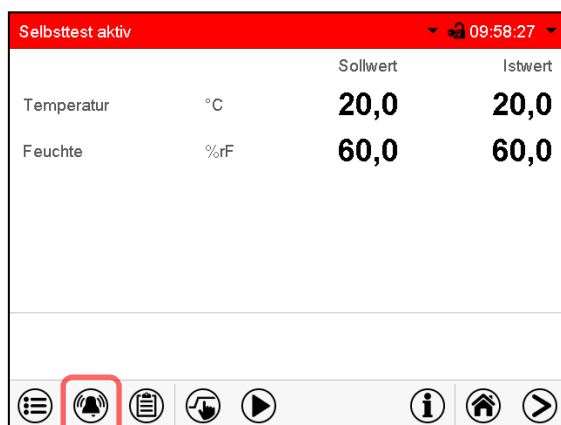 Selbsttest aktiv 09:58:27
Sollwert Istwert
Temperatur °C 20,0 20,0
Feuchte %rF 60,0 60,0